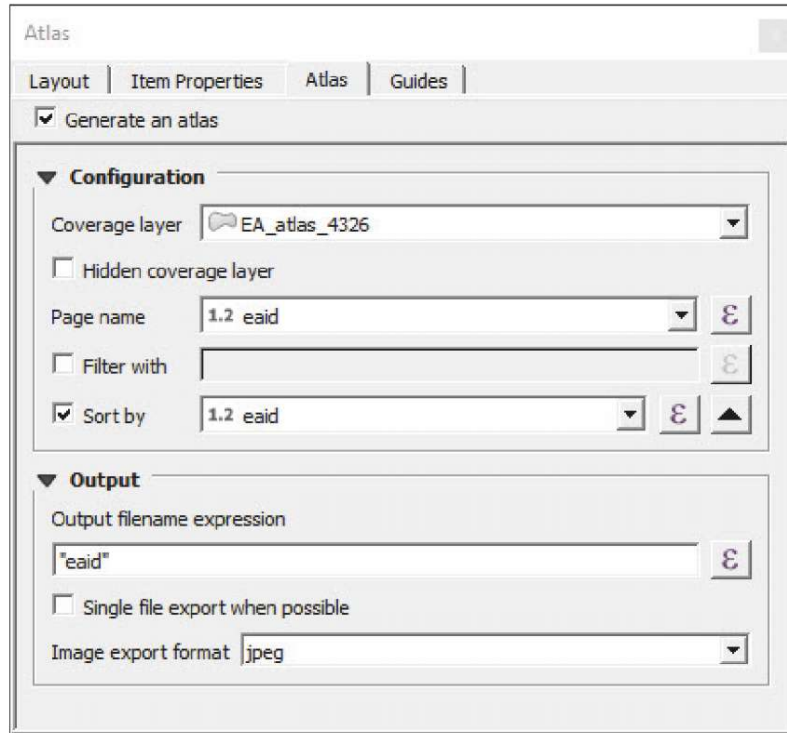 Atlas
Layout Item Properties Atlas Guides
Generate an atlas
Configuration
Coverage layer EA_atlas_4326
Hidden coverage layer
Page name 1.2 eaid ε
Filter with ε
Sort by 1.2 eaid ε
Output
Output filename expression
"eaid" ε
Single file export when possible
Image export format jpeg